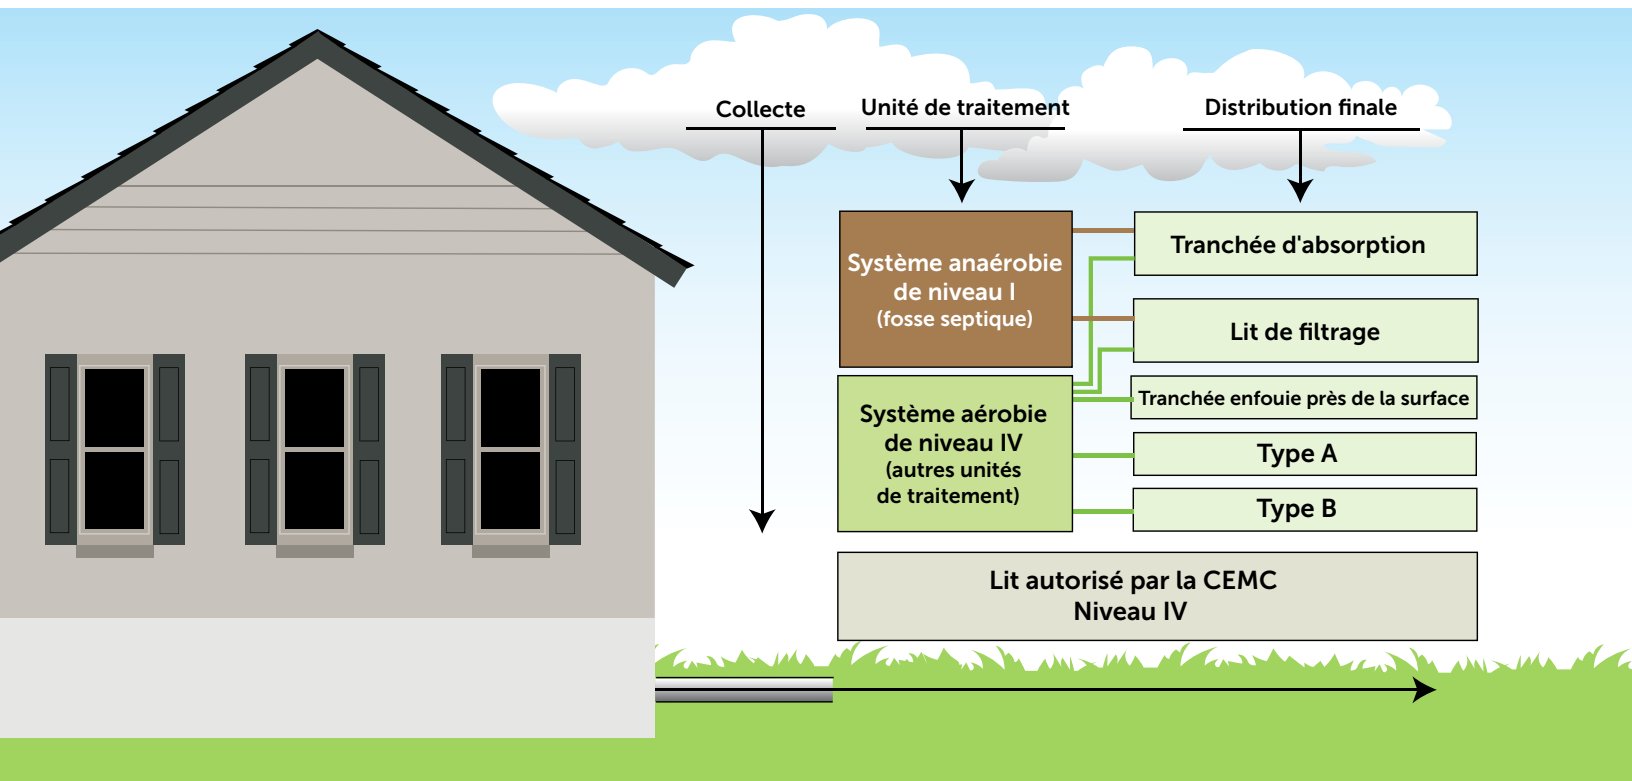 Collecte
Unité de traitement
Distribution finale
Système anaérobie
de niveau I
(fosse septique)
Tranchée d'absorption
Lit de filtrage
Système aérobie
de niveau IV
(autres unités
de traitement)
Tranchée enfouie près de la surface
Type A
Type B
Lit autorisé par la CEMC
Niveau IV